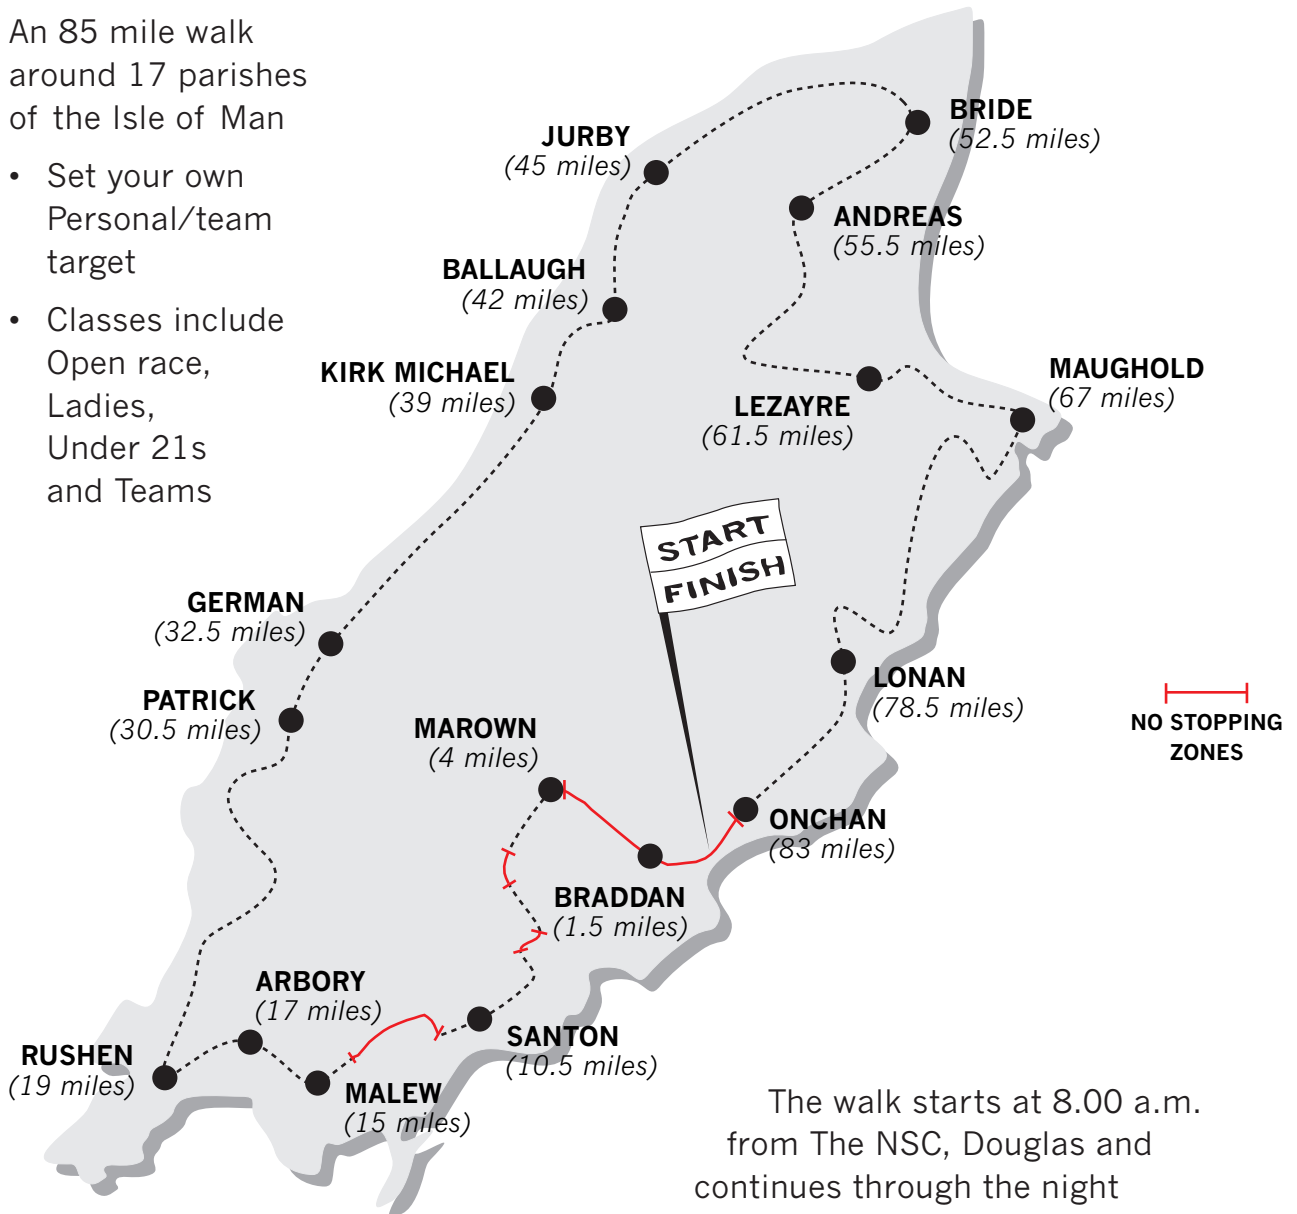 An 85 mile walk
around 17 parishes
of the Isle of Man
• Set your own
Personal/team
target
• Classes include
Open race,
Ladies,
Under 21s
and Teams
BRIDE
(52.5 miles)
JURBY
(45 miles)
ANDREAS
(55.5 miles)
BALLAUGH
(42 miles)
KIRK MICHAEL
(39 miles)
MAUGHOLD
(67 miles)
LEZAYRE
(61.5 miles)
START
FINISH
GERMAN
(32.5 miles)
PATRICK
(30.5 miles)
LONAN
(78.5 miles)
NO STOPPING
ZONES
MAROWN
(4 miles)
ONCHAN
(83 miles)
BRADDAN
(1.5 miles)
ARBORY
(17 miles)
SANTON
(10.5 miles)
RUSHEN
(19 miles)
MALEW
(15 miles)
The walk starts at 8.00 a.m.
from The NSC, Douglas and
continues through the night